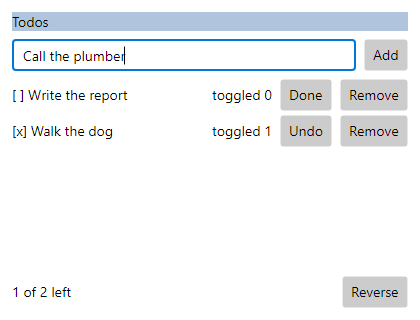 Todos
Call the plumber Add
[ ] Write the report toggled 0 Done Remove
[x] Walk the dog toggled 1 Undo Remove
1 of 2 left Reverse